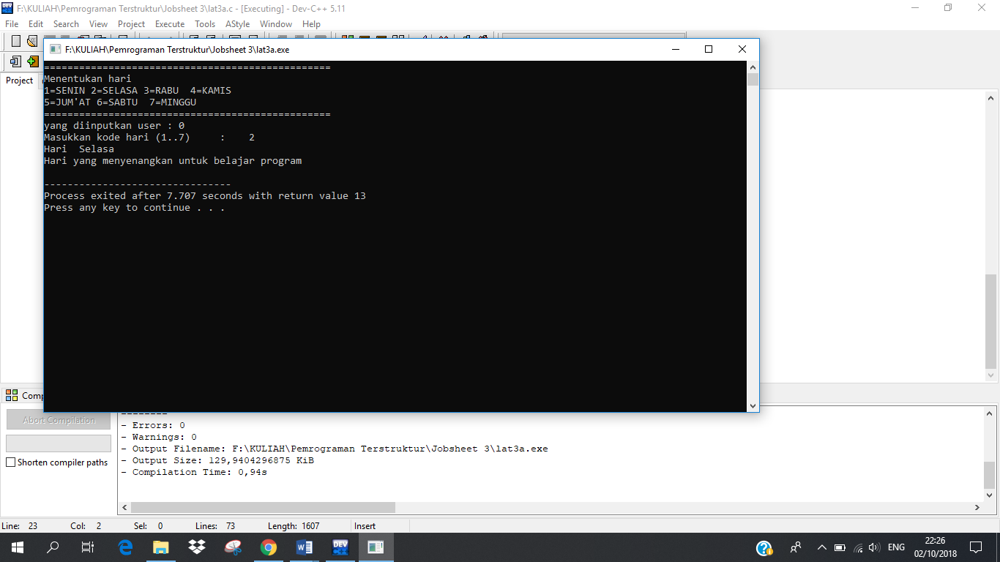 F:\KULIAH\Pemrograman Terstruktur\Jobsheet 3\lat3a.c - [Executing] - Dev-C++ 5.11
File Edit Search View Project Execute Tools AStyle Window Help
F:\KULIAH\Pemrograman Terstruktur\Jobsheet 3\lat3a.exe
Project
=================================================
Menentukan hari
1=SENIN 2=SELASA 3=RABU  4=KAMIS
5=JUM'AT 6=SABTU  7=MINGGU
=================================================
yang diinputkan user : 0
Masukkan kode hari (1..7)     :    2
Hari  Selasa
Hari yang menyenangkan untuk belajar program
--------------------------------
Process exited after 7.707 seconds with return value 13
Press any key to continue . . .
Comp
Abort Compilation
Shorten compiler paths
--------
- Errors: 0
- Warnings: 0
- Output Filename: F:\KULIAH\Pemrograman Terstruktur\Jobsheet 3\lat3a.exe
- Output Size: 129,9404296875 KiB
- Compilation Time: 0,94s
Line: 23 Col: 2 Sel: 0 Lines: 73 Length: 1607 Insert
DEV
ENG
22:26
02/10/2018